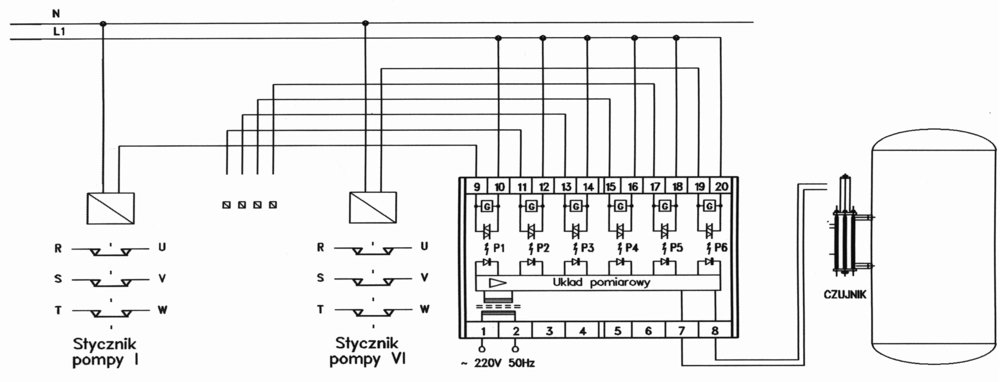 N
L1
9 10 11 12 13 14 15 16 17 18 19 20
G G G G G G
P1 P2 P3 P4 P5 P6
R U
S V
T W
Stycznik
pompy I
R U
S V
T W
Stycznik
pompy VI
Układ pomiarowy
1 2 3 4 5 6 7 8
~ 220V 50Hz
CZUJNIK